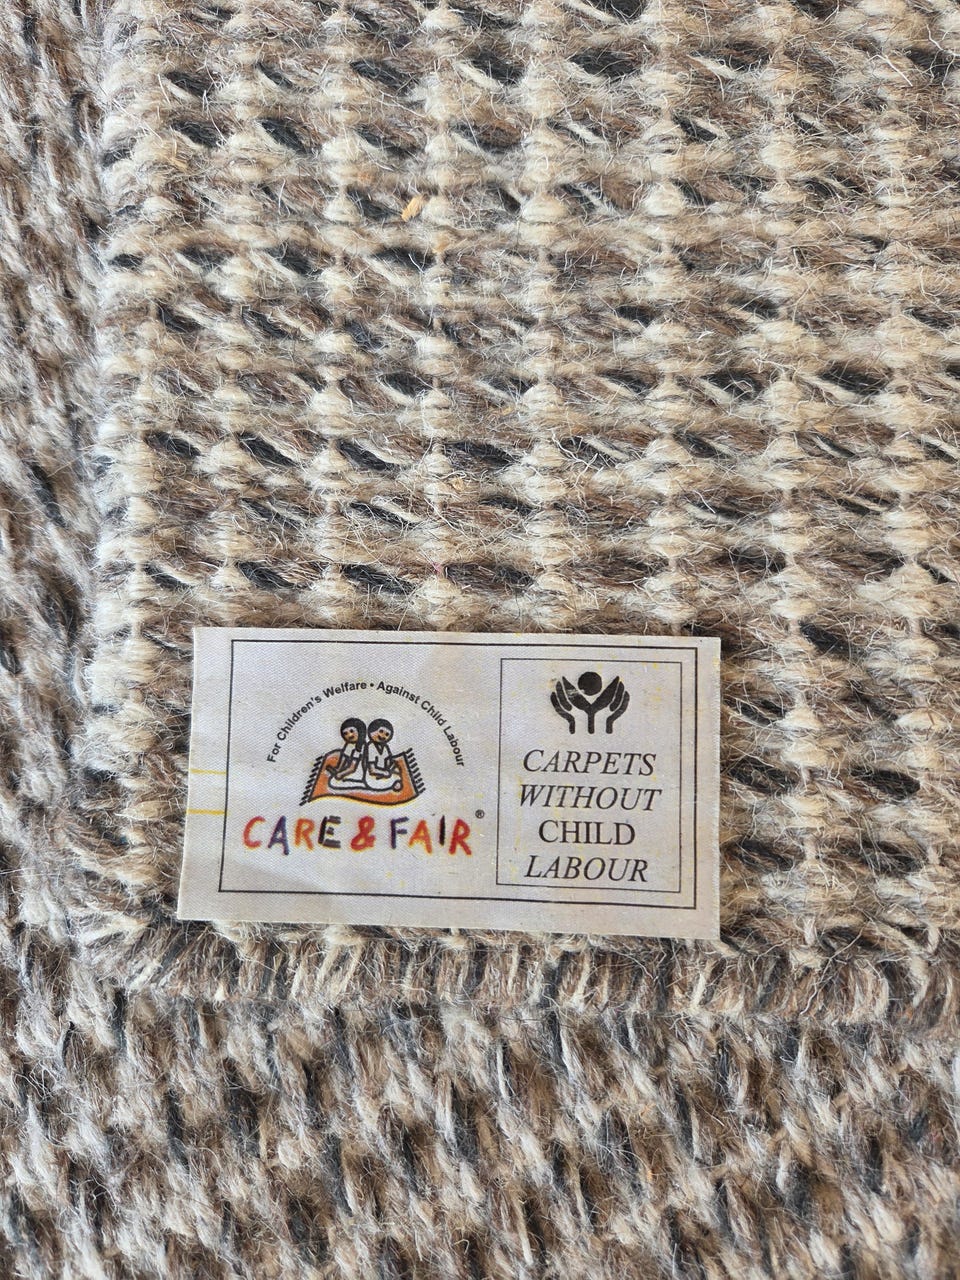 For Children's Welfare • Against Child Labour
CARE & FAIR®
CARPETS
WITHOUT
CHILD
LABOUR